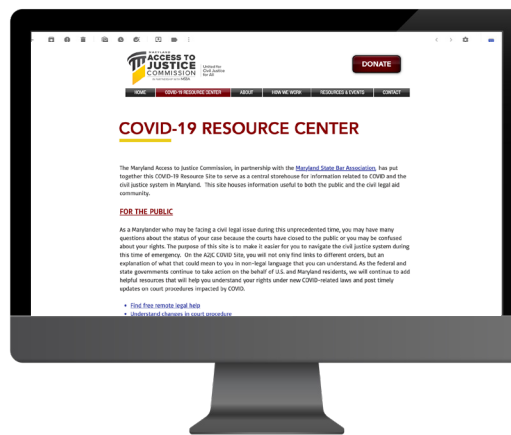 MARYLAND
ACCESS TO
JUSTICE
COMMISSION
in partnership with MSBA
United for
Civil Justice
for All
DONATE
HOME COVID-19 RESOURCE CENTER ABOUT HOW WE WORK RESOURCES & EVENTS CONTACT
COVID-19 RESOURCE CENTER
The Maryland Access to Justice Commission, in partnership with the Maryland State Bar Association, has put
together this COVID-19 Resource Site to serve as a central storehouse for information related to COVID and the
civil justice system in Maryland. This site houses information useful to both the public and the civil legal aid
community.
FOR THE PUBLIC
As a Marylander who may be facing a civil legal issue during this unprecedented time, you may have many
questions about the status of your case because the courts have closed to the public or you may be confused
about your rights. The purpose of this site is to make it easier for you to navigate the civil justice system during
this time of emergency. On the A2JC COVID Site, you will not only find links to different orders, but an
explanation of what that could mean to you in non-legal language that you can understand. As the federal and
state governments continue to take action on the behalf of U.S. and Maryland residents, we will continue to add
helpful resources that will help you understand your rights under new COVID-related laws and post timely
updates on court procedures impacted by COVID.
• Find free remote legal help
• Understand changes in court procedure